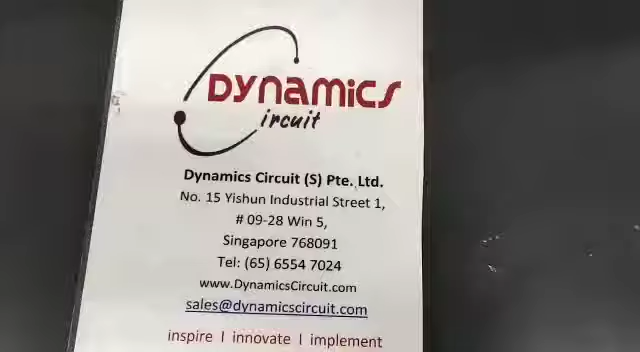 Dynamics
Circuit
Dynamics Circuit (S) Pte. Ltd.
No. 15 Yishun Industrial Street 1,
# 09-28 Win 5,
Singapore 768091
Tel: (65) 6554 7024
www.DynamicsCircuit.com
sales@dynamicscircuit.com
inspire I innovate I implement